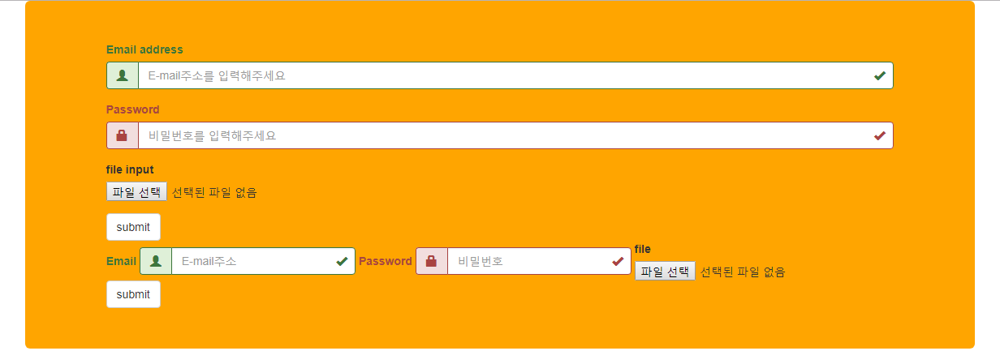 Email address
E-mail주소를 입력해주세요
Password
비밀번호를 입력해주세요
file input
파일 선택 선택된 파일 없음
submit
Email E-mail주소 Password 비밀번호 file
파일 선택 선택된 파일 없음
submit